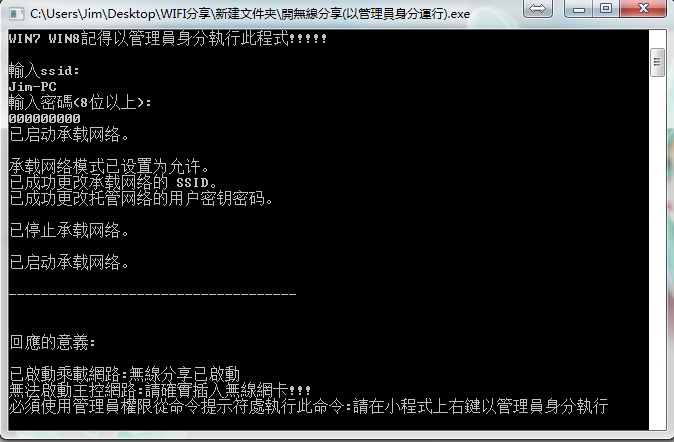 C:\Users\Jim\Desktop\WIFI分享\新建文件夹\開無線分享(以管理員身分運行).exe
WIN7 WIN8記得以管理員身分執行此程式!!!!!
輸入ssid:
Jim-PC
輸入密碼(8位以上):
000000000
已启动承载网络。
承载网络模式已设置为允许。
已成功更改承载网络的 SSID。
已成功更改托管网络的用户密钥密码。
已停止承载网络。
已启动承载网络。
------------------------------------
回應的意義:
已啟動乘載網路:無線分享已啟動
無法啟動主控網路:請確實插入無線網卡!!!
必須使用管理員權限從命令提示符處執行此命令:請在小程式上右鍵以管理員身分執行